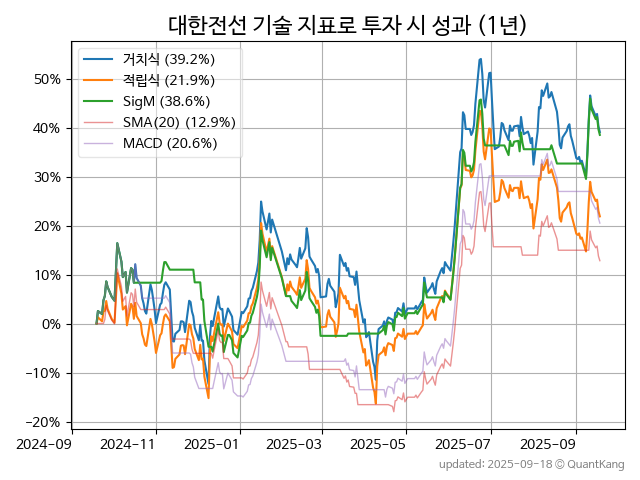 대한전선 기술 지표로 투자 시 성과 (1년)
거치식 (39.2%)
적립식 (21.9%)
SigM (38.6%)
SMA(20) (12.9%)
MACD (20.6%)
50%
40%
30%
20%
10%
0%
−10%
−20%
2024-09 2024-11 2025-01 2025-03 2025-05 2025-07 2025-09
updated: 2025-09-18 ⓒ QuantKang